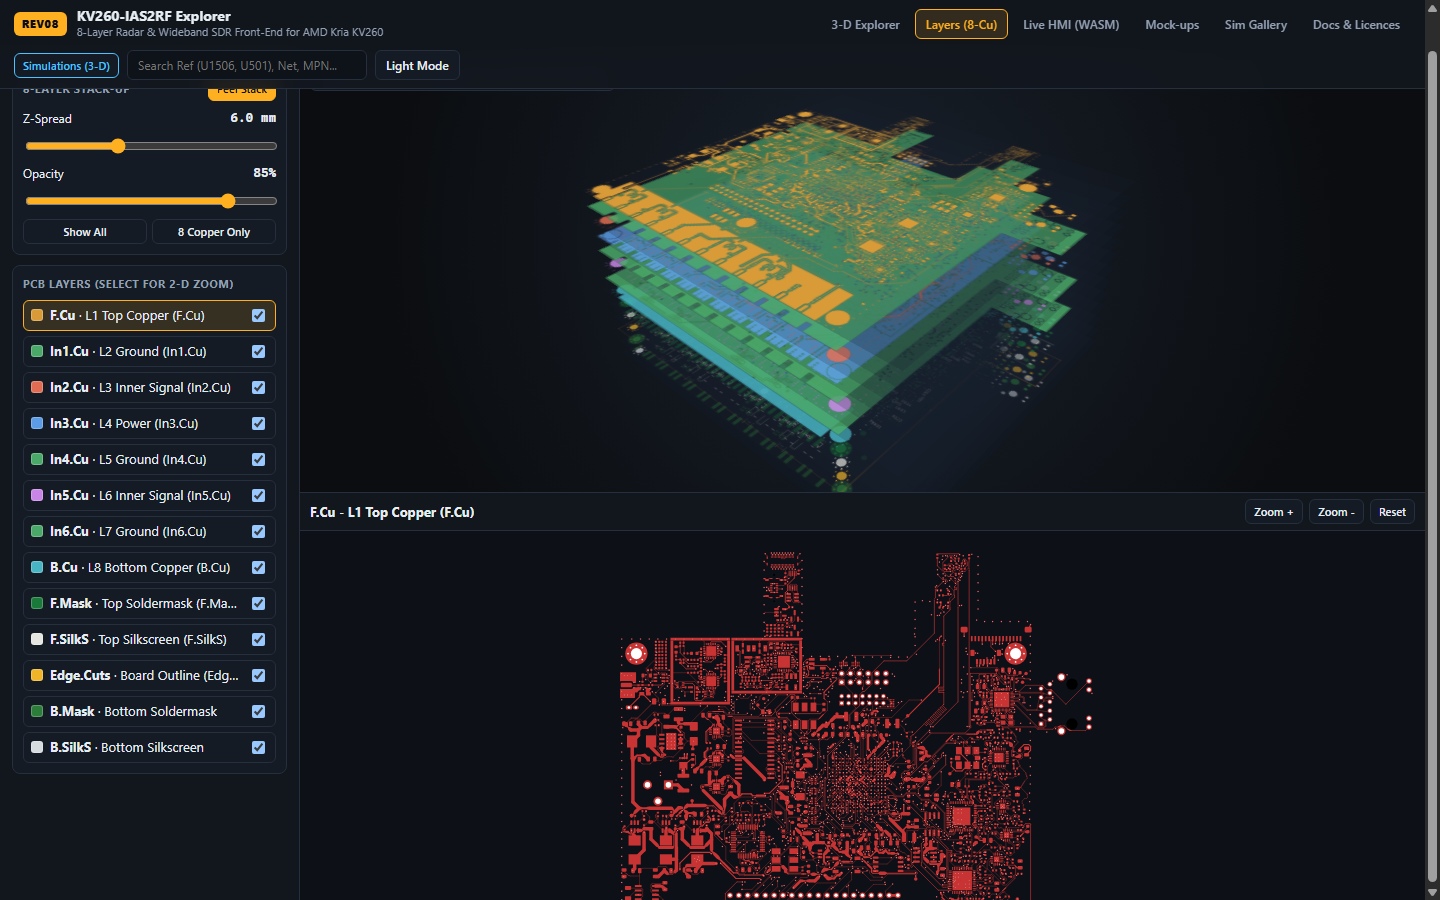 REV08
KV260-IAS2RF Explorer
8-Layer Radar & Wideband SDR Front-End for AMD Kria KV260
3-D Explorer
Layers (8-Cu)
Live HMI (WASM)
Mock-ups
Sim Gallery
Docs & Licences
Simulations (3-D)
Search Ref (U1506, U501), Net, MPN...
Light Mode
8-LAYER STACK-UP
Peel Stack
Z-Spread
6.0 mm
Opacity
85%
Show All
8 Copper Only
PCB LAYERS (SELECT FOR 2-D ZOOM)
F.Cu · L1 Top Copper (F.Cu)
In1.Cu · L2 Ground (In1.Cu)
In2.Cu · L3 Inner Signal (In2.Cu)
In3.Cu · L4 Power (In3.Cu)
In4.Cu · L5 Ground (In4.Cu)
In5.Cu · L6 Inner Signal (In5.Cu)
In6.Cu · L7 Ground (In6.Cu)
B.Cu · L8 Bottom Copper (B.Cu)
F.Mask · Top Soldermask (F.Ma...
F.SilkS · Top Silkscreen (F.SilkS)
Edge.Cuts · Board Outline (Edg...
B.Mask · Bottom Soldermask
B.SilkS · Bottom Silkscreen
F.Cu - L1 Top Copper (F.Cu)
Zoom +
Zoom -
Reset